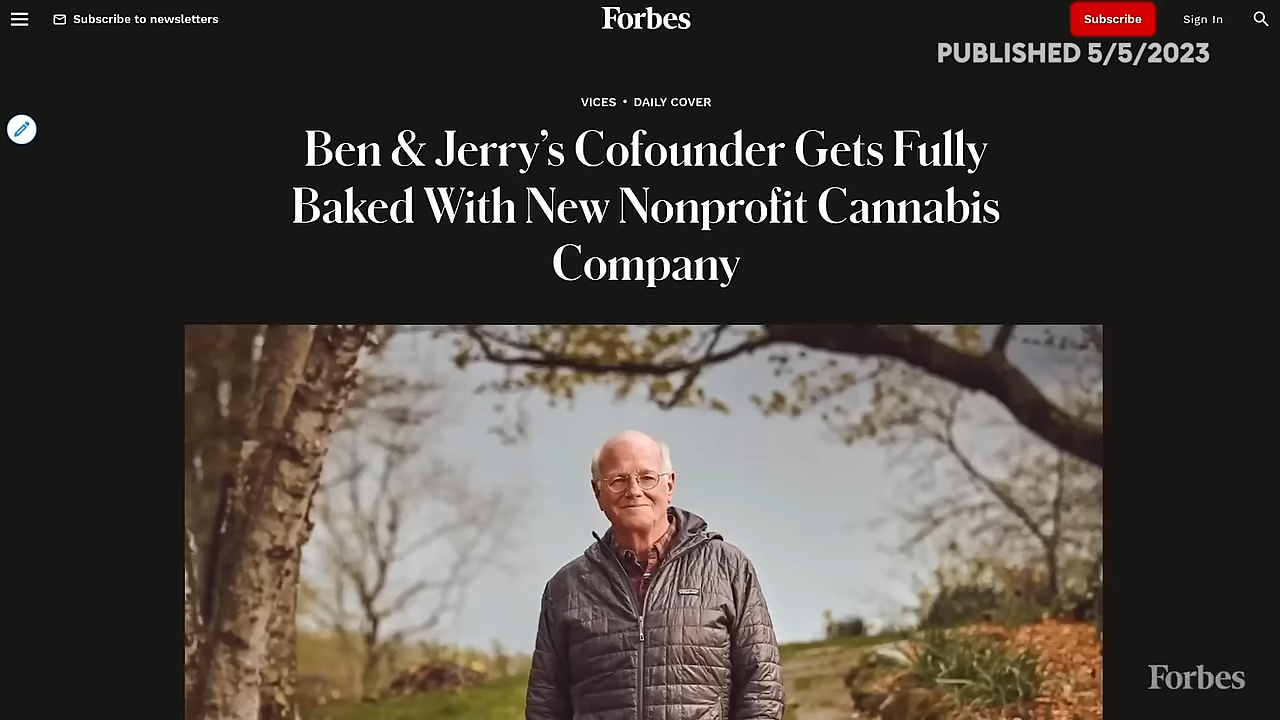 Subscribe to newsletters
Forbes
Subscribe
Sign In
PUBLISHED 5/5/2023
VICES • DAILY COVER
Ben & Jerry’s Cofounder Gets Fully
Baked With New Nonprofit Cannabis
Company
Forbes